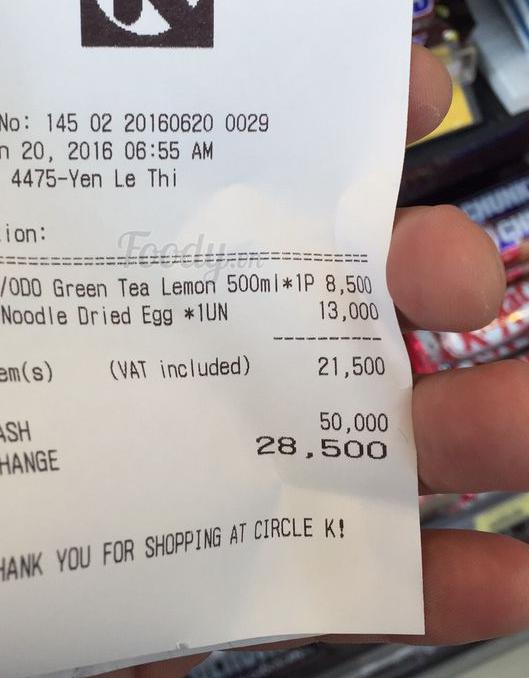 No: 145 02 20160620 0029
n 20, 2016 06:55 AM
4475-Yen Le Thi
ion:
Foody.vn
/ODO Green Tea Lemon 500ml*1P 8,500
Noodle Dried Egg *1UN 13,000
em(s) (VAT included) 21,500
ASH 50,000
HANGE 28,500
HANK YOU FOR SHOPPING AT CIRCLE K!